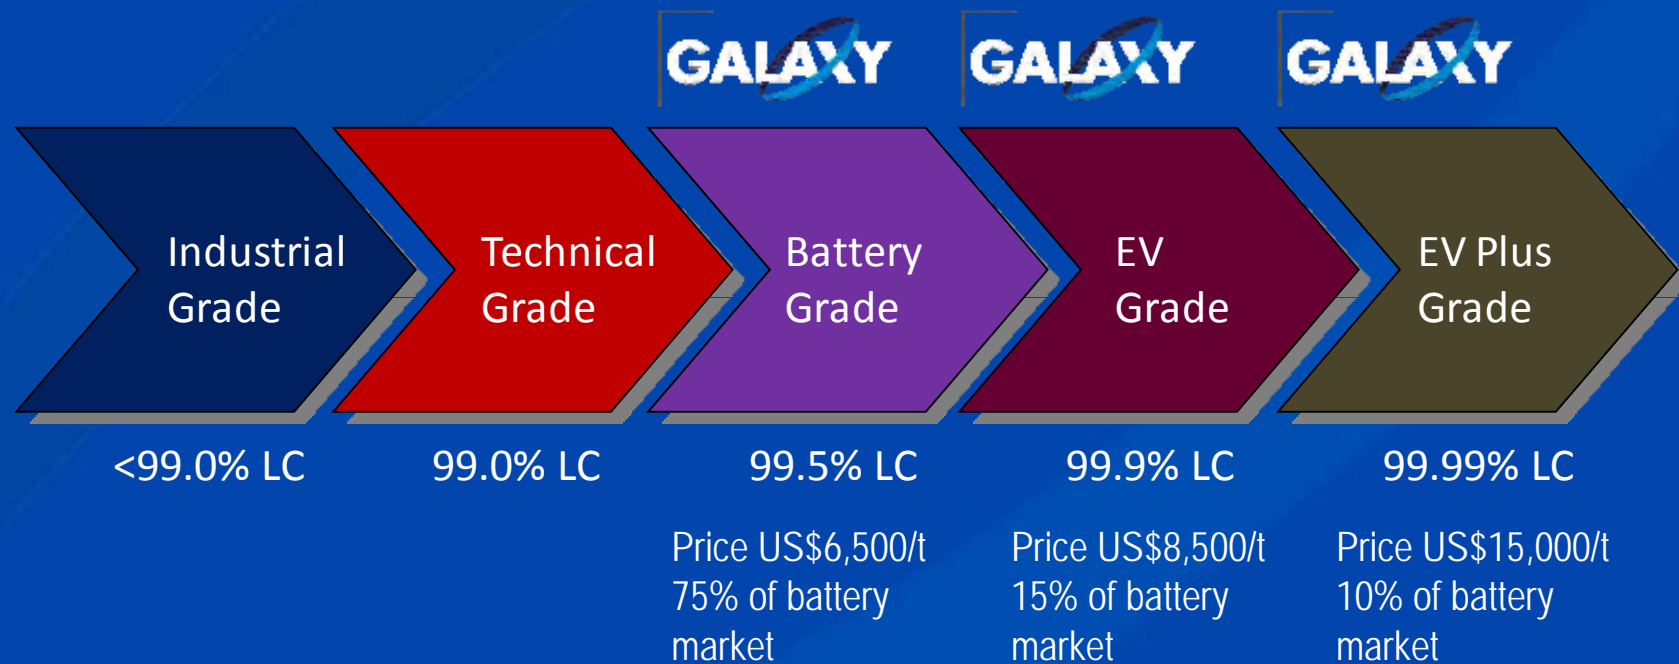 GALAXY
GALAXY
GALAXY
Industrial
Grade
Technical
Grade
Battery
Grade
EV
Grade
EV Plus
Grade
<99.0% LC
99.0% LC
99.5% LC
99.9% LC
99.99% LC
Price US$6,500/t
75% of battery
market
Price US$8,500/t
15% of battery
market
Price US$15,000/t
10% of battery
market